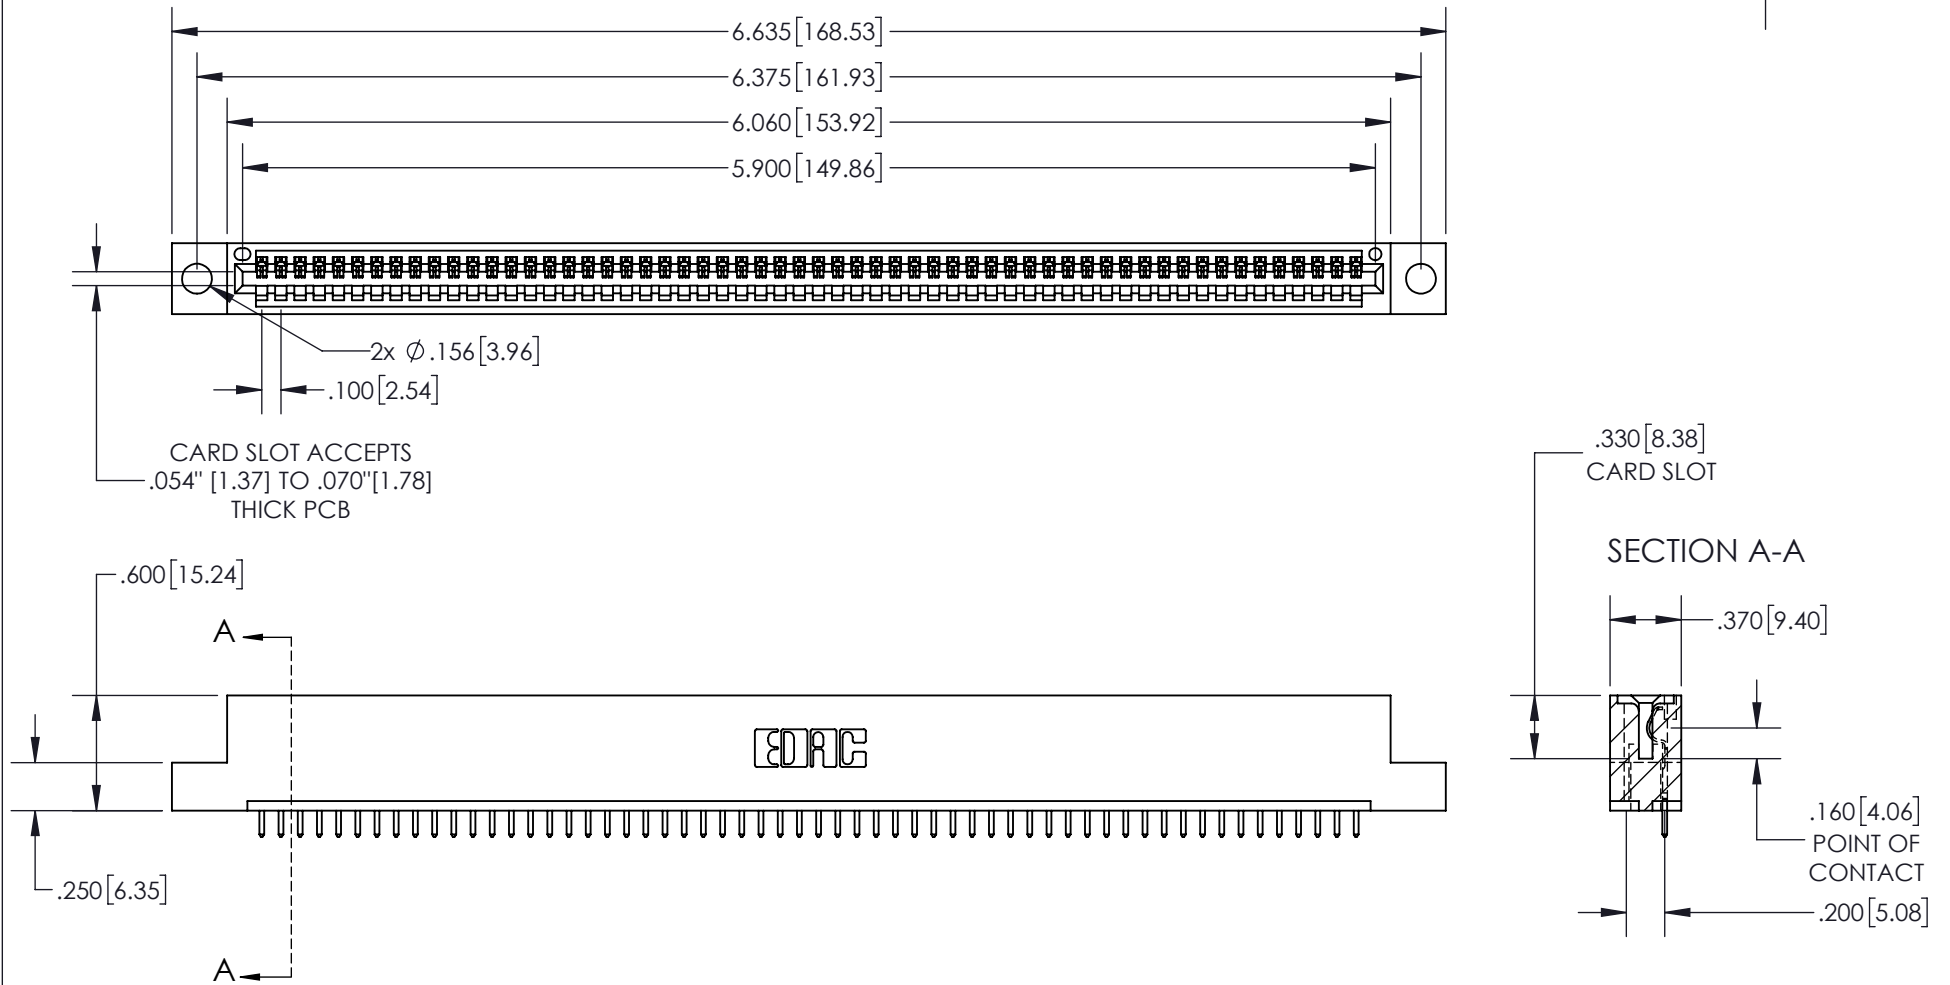 6.635[168.53]
6.375[161.93]
6.060[153.92]
5.900[149.86]
2x Ø.156[3.96]
.100[2.54]
CARD SLOT ACCEPTS
.054" [1.37] TO .070"[1.78]
THICK PCB
.330[8.38]
CARD SLOT
SECTION A-A
.600[15.24]
A
.370[9.40]
EDAC
.160[4.06]
POINT OF
CONTACT
.250[6.35]
.200[5.08]
A